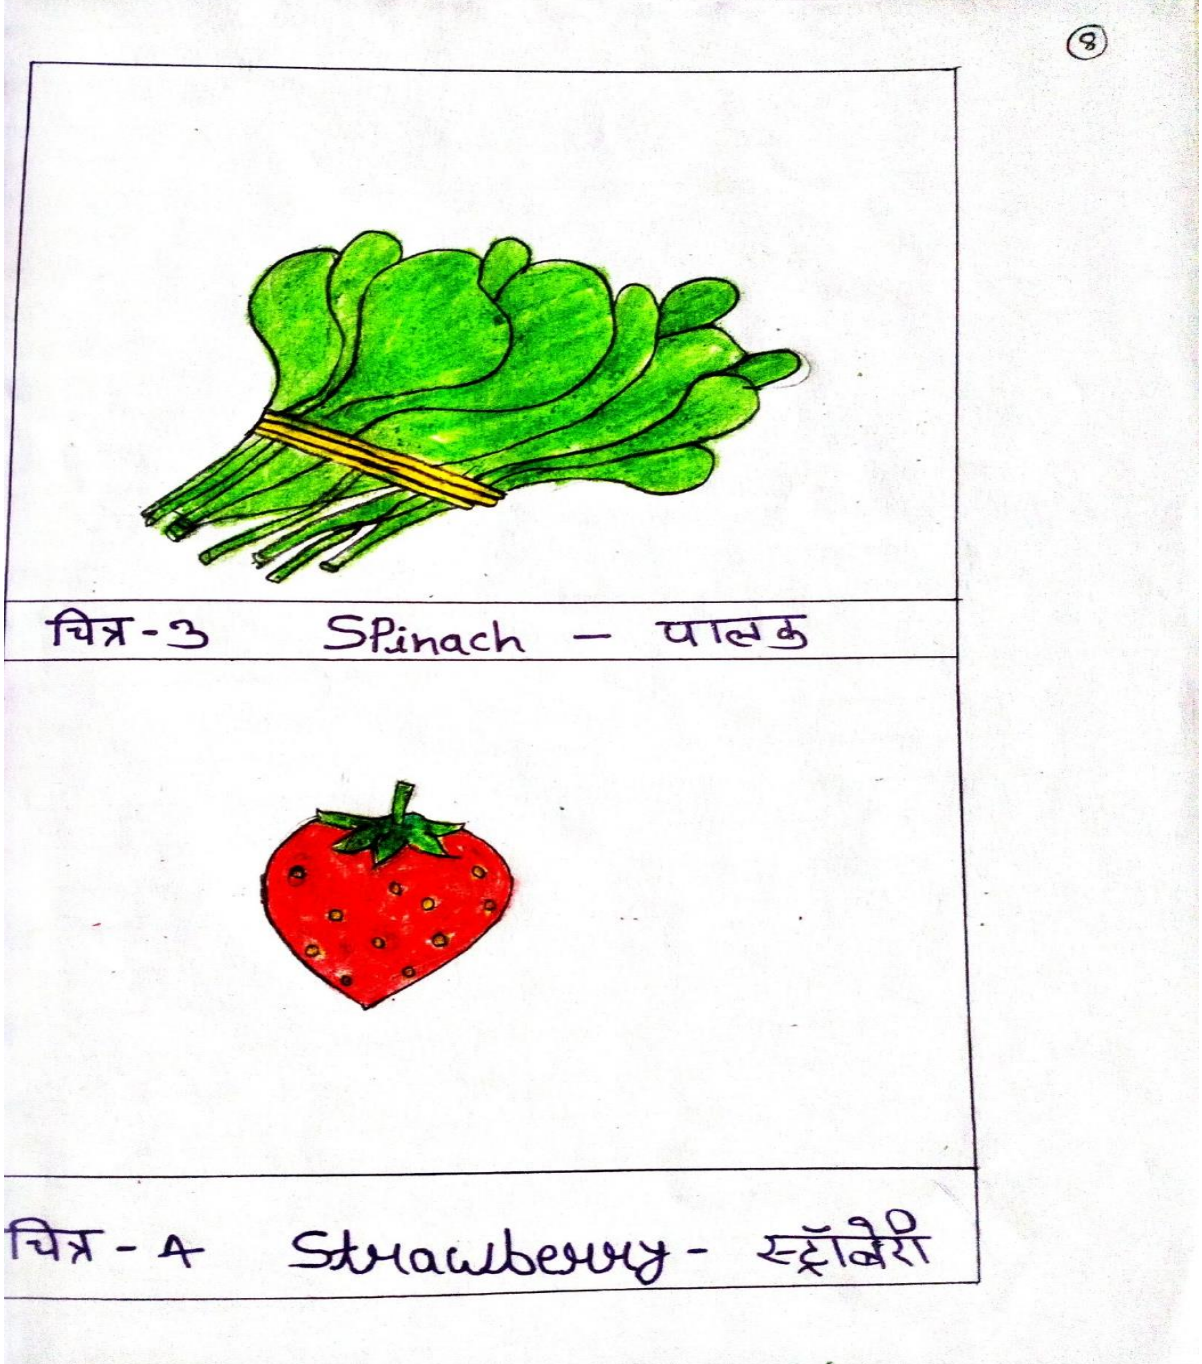 8
चित्र-3 Spinach – पालक
चित्र-4 Strawberry- स्ट्रॉबेरी